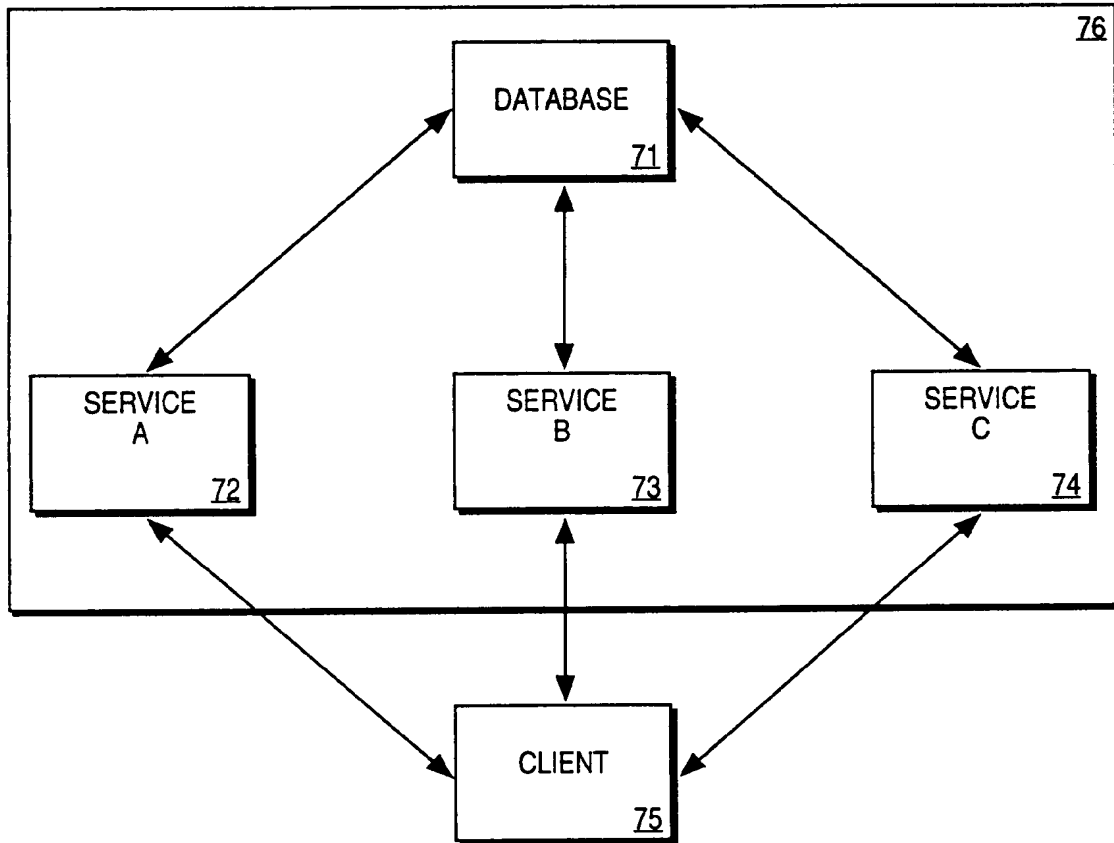 76
DATABASE
71
SERVICE
A
72
SERVICE
B
73
SERVICE
C
74
CLIENT
75